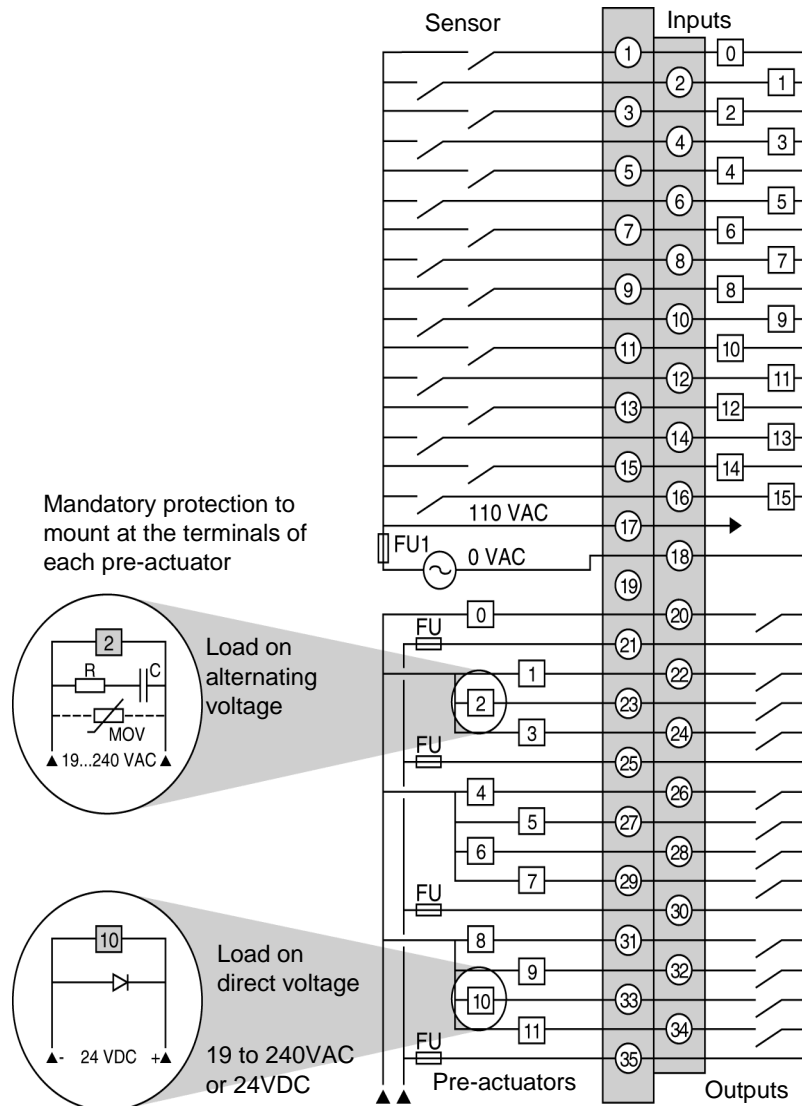 Sensor Inputs
1 0
2 1
3 2
4 3
5 4
6 5
7 6
8 7
9 8
10 9
11 10
12 11
13 12
14 13
15 14
16 15
110 VAC 17
FU1 0 VAC 18
19
0 20
FU 21
1 22
2 23
3 24
FU 25
4 26
5 27
6 28
7 29
FU 30
8 31
9 32
10 33
11 34
FU 35
Pre-actuators Outputs
Mandatory protection to
mount at the terminals of
each pre-actuator
2
R C
MOV
19...240 VAC
Load on
alternating
voltage
10
- 24 VDC +
Load on
direct voltage
19 to 240VAC
or 24VDC